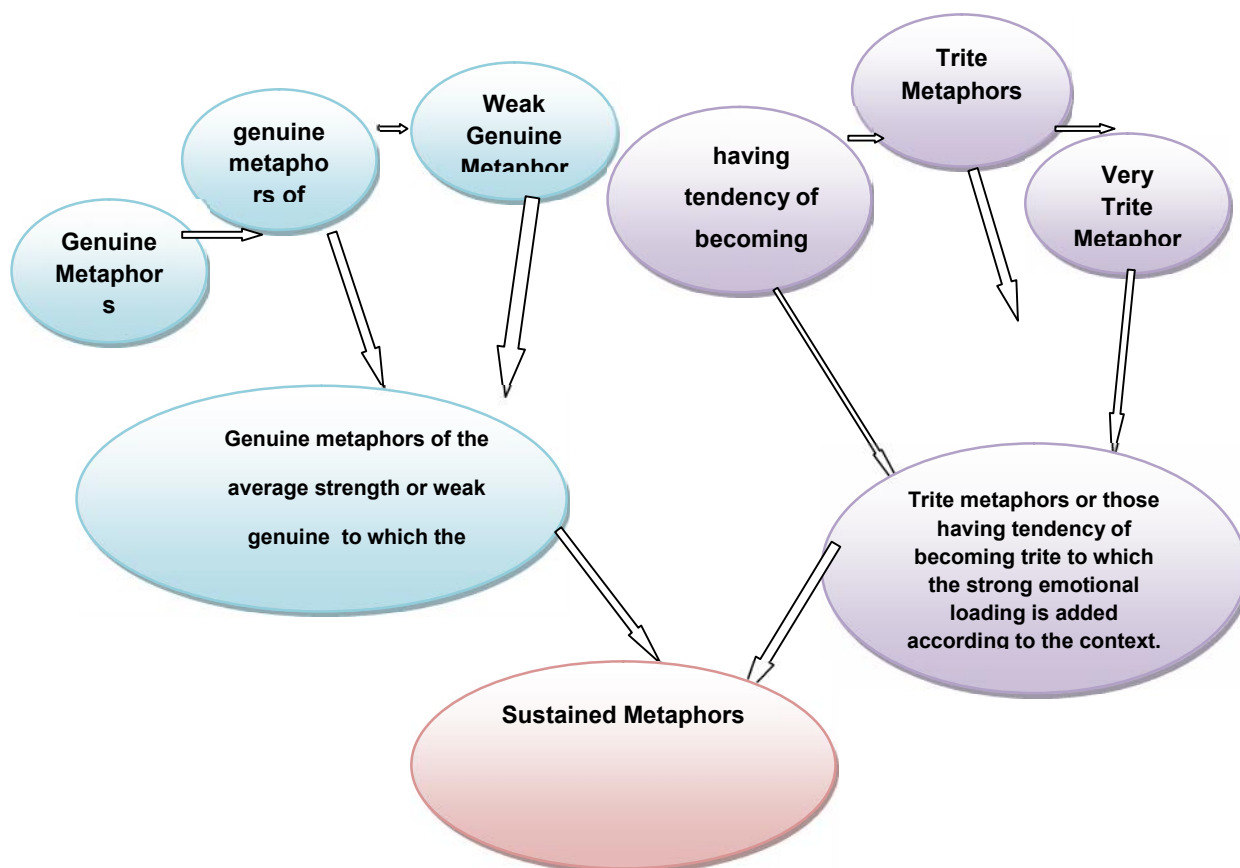 Genuine
Metaphor
s
genuine
metapho
rs of
Weak
Genuine
Metaphor
having
tendency of
becoming
Trite
Metaphors
Very
Trite
Metaphor
Genuine metaphors of the
average strength or weak
genuine to which the
Trite metaphors or those
having tendency of
becoming trite to which
the strong emotional
loading is added
according to the context.
Sustained Metaphors